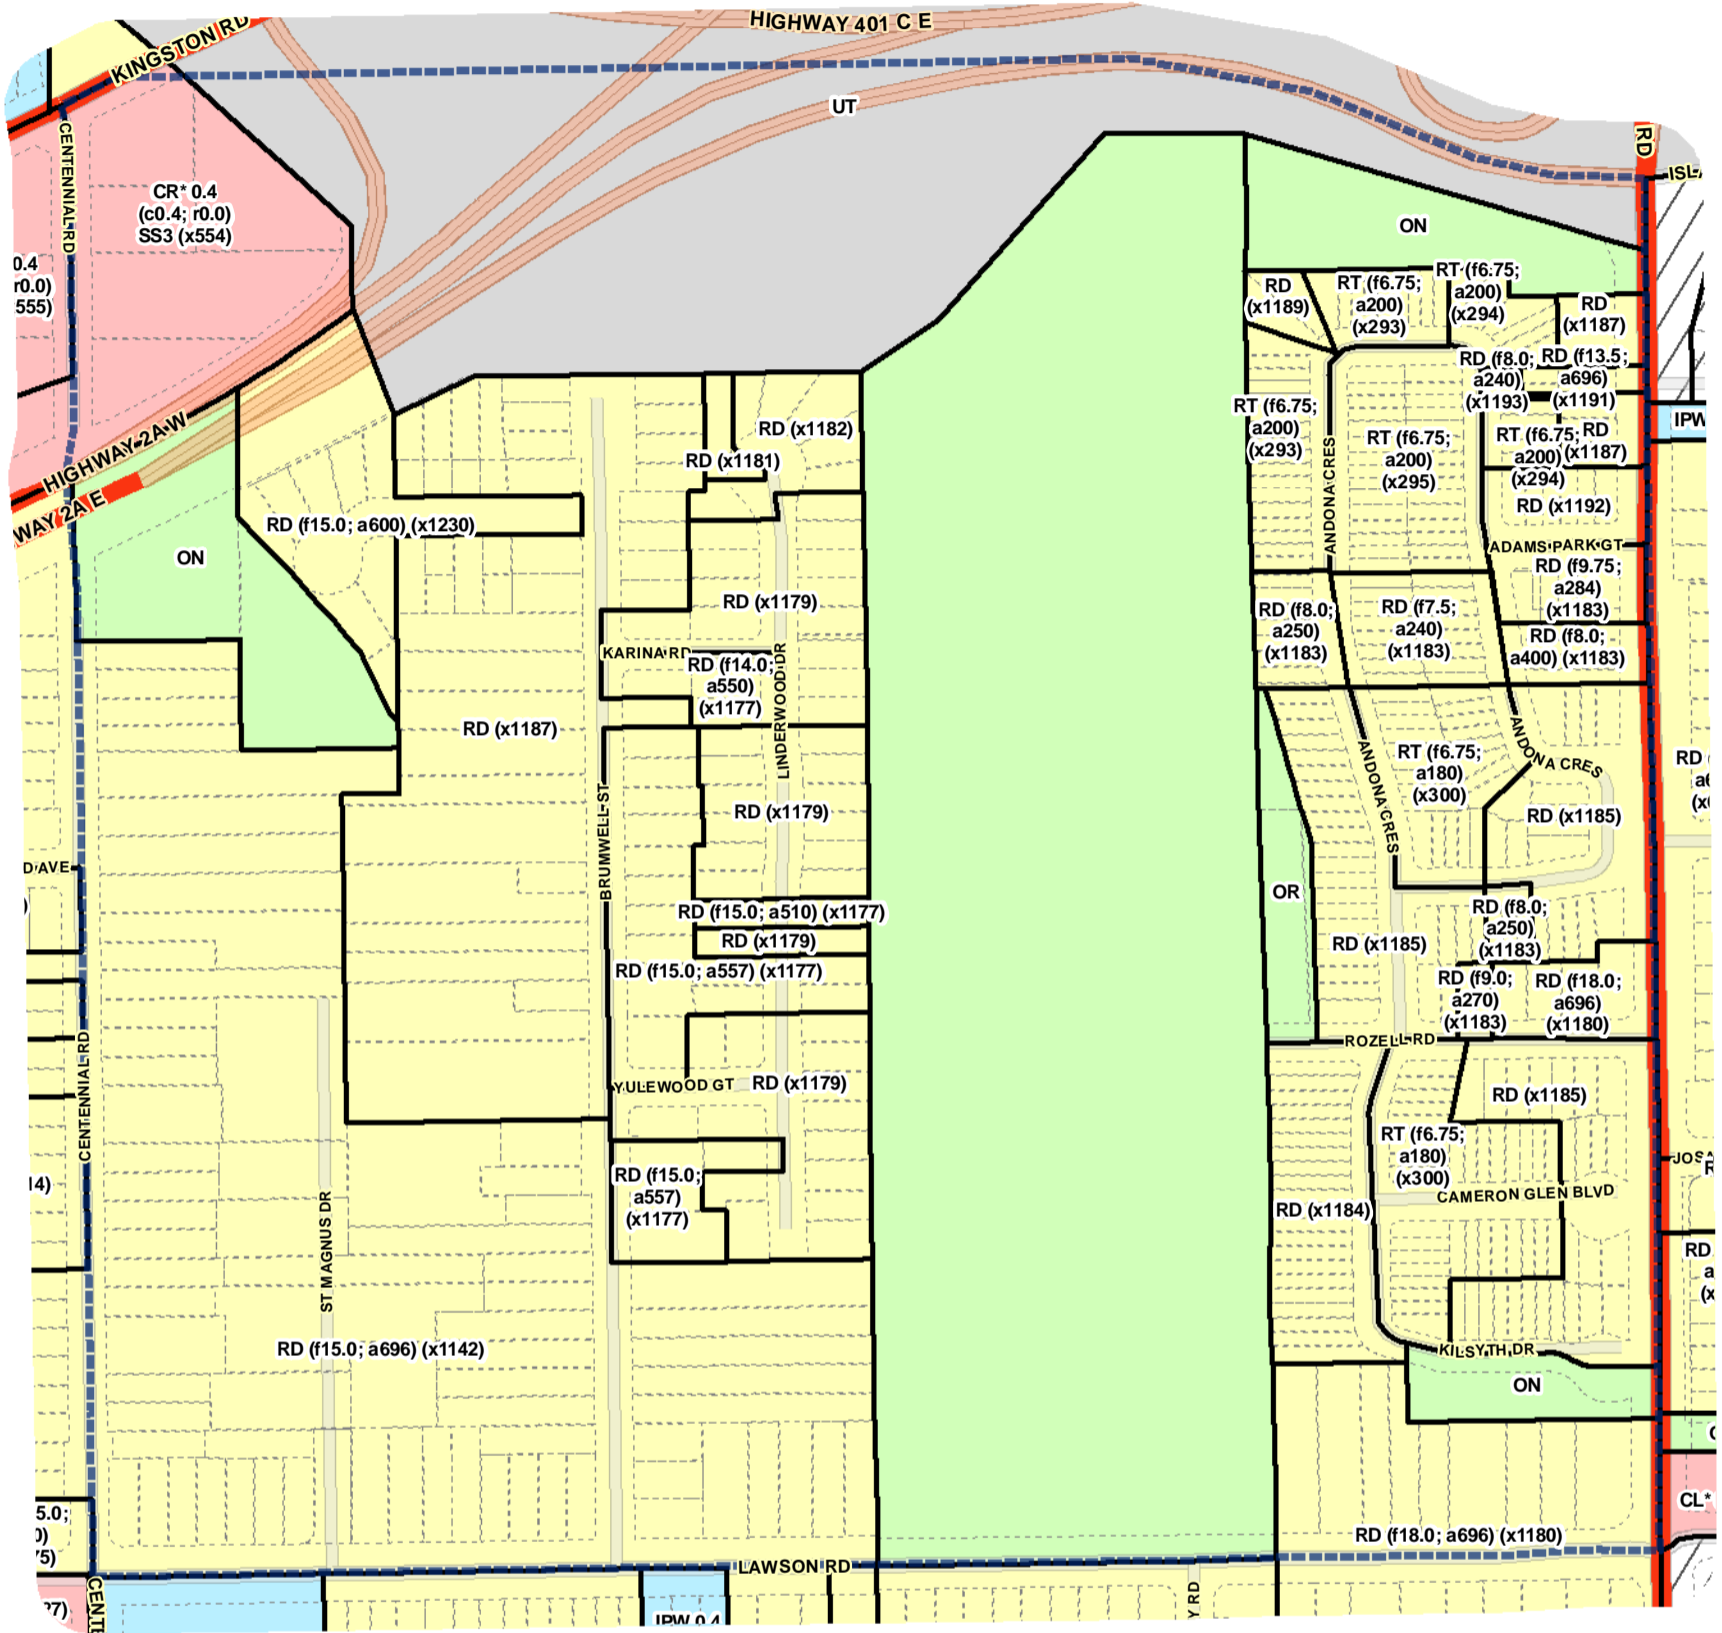 HIGHWAY 401 C E
KINGSTON RD
UT
RD
CENTENNIAL RD
CR* 0.4
(c0.4; r0.0)
SS3 (x554)
0.4
r0.0)
555)
ON
RD
(x1189)
RT (f6.75;
a200)
(x293)
RT (f6.75;
a200)
(x294)
RD
(x1187)
RD (f8.0;
a240)
(x1193)
RD (f13.5;
a696)
(x1191)
IPW
HIGHWAY 2A W
WAY 2A E
RD (x1182)
RD (x1181)
RT (f6.75;
a200)
(x293)
ANDONA CRES
RT (f6.75;
a200)
(x295)
RT (f6.75;
a200)
(x294)
RD
(x1187)
RD (x1192)
RD (f15.0; a600) (x1230)
ON
ADAMS PARK GT
RD (f9.75;
a284)
(x1183)
RD (x1179)
RD (f8.0;
a250)
(x1183)
RD (f7.5;
a240)
(x1183)
RD (f8.0;
a400) (x1183)
KARINA RD
RD (f14.0;
a550)
(x1177)
LINDERWOOD DR
RD (x1187)
ANDONA CRES
RT (f6.75;
a180)
(x300)
ANDONA CRES
RD (x1185)
RD (x1179)
BRUMWELL ST
D AVE
OR
RD (f15.0; a510) (x1177)
RD (x1179)
RD (f15.0; a557) (x1177)
RD (x1185)
RD (f8.0;
a250)
(x1183)
RD (f9.0;
a270)
(x1183)
RD (f18.0;
a696)
(x1180)
ROZELL RD
CENTENNIAL RD
YULEWOOD GT
RD (x1179)
RD (x1185)
RT (f6.75;
a180)
(x300)
CAMERON GLEN BLVD
RD (x1184)
RD (f15.0;
a557)
(x1177)
14)
ST MAGNUS DR
RD
RD (f15.0; a696) (x1142)
KILSYTH DR
ON
CL*
5.0;
0)
75)
RD (f18.0; a696) (x1180)
LAWSON RD
IPW 0.4
Y RD